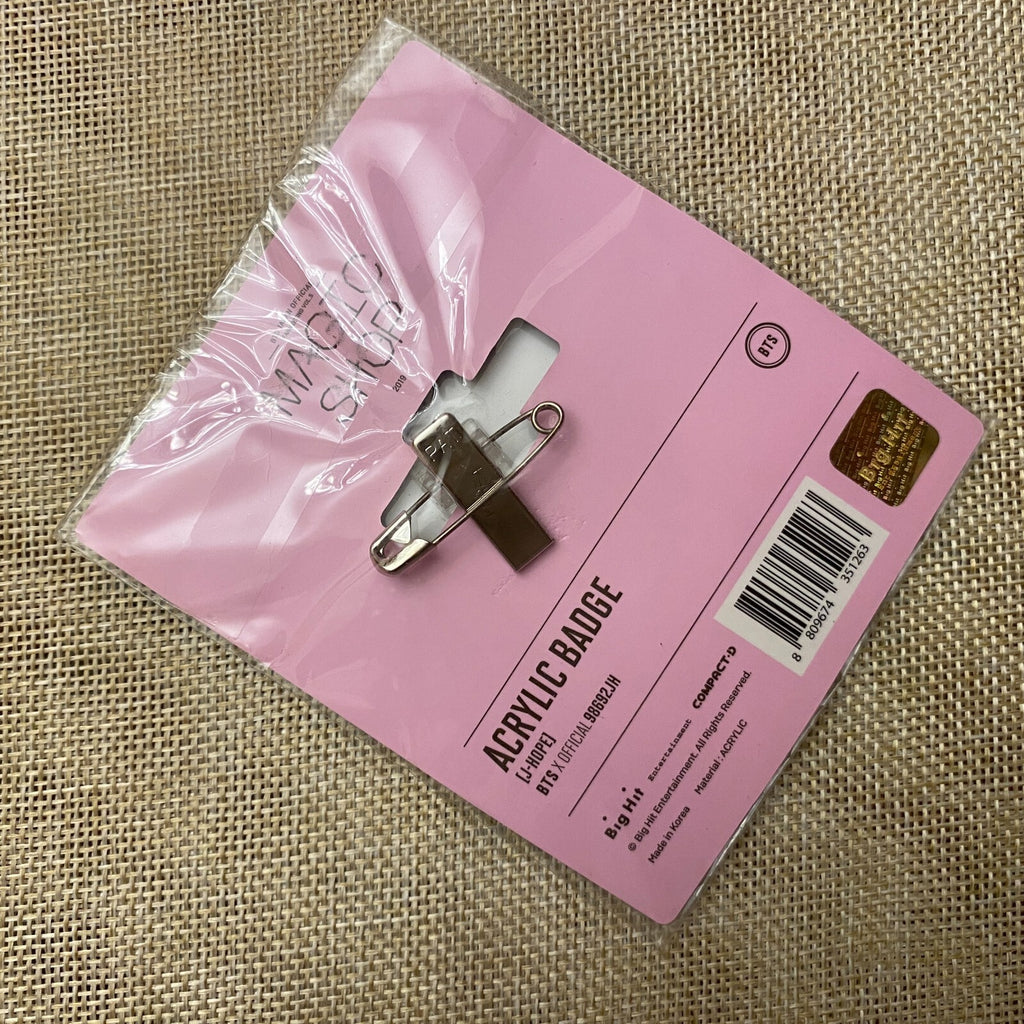 MAGIC
SHOP
2019
BTS
ACRYLIC BADGE
[J-HOPE]
BTS X OFFICIAL 98692JH
Big Hit Entertainment COMPACT·D
© Big Hit Entertainment. All Rights Reserved.
Made in Korea Material : ACRYLIC
Big Hit
8 809674 351263